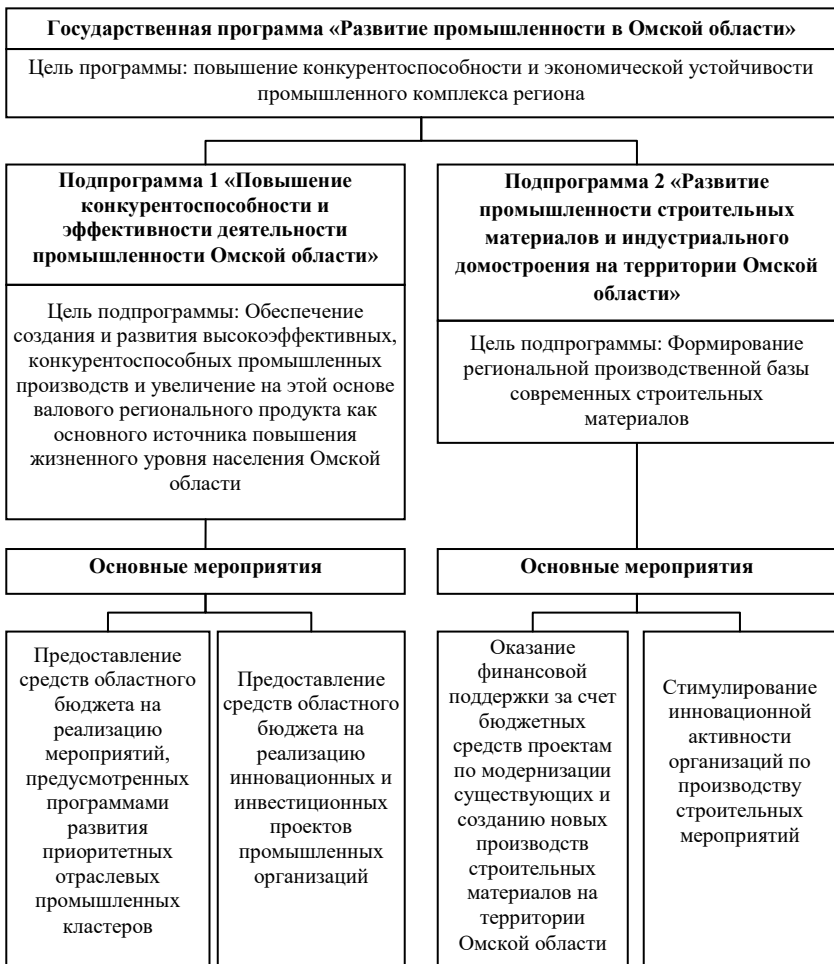 Государственная программа «Развитие промышленности в Омской области»
Цель программы: повышение конкурентоспособности и экономической устойчивости
промышленного комплекса региона
Подпрограмма 1 «Повышение
конкурентоспособности и
эффективности деятельности
промышленности Омской области»
Цель подпрограммы: Обеспечение
создания и развития высокоэффективных,
конкурентоспособных промышленных
производств и увеличение на этой основе
валового регионального продукта как
основного источника повышения
жизненного уровня населения Омской
области
Подпрограмма 2 «Развитие
промышленности строительных
материалов и индустриального
домостроения на территории Омской
области»
Цель подпрограммы: Формирование
региональной производственной базы
современных строительных
материалов
Основные мероприятия
Предоставление
средств областного
бюджета на
реализацию
мероприятий,
предусмотренных
программами
развития
приоритетных
отраслевых
промышленных
кластеров
Предоставление
средств областного
бюджета на
реализацию
инновационных и
инвестиционных
проектов
промышленных
организаций
Основные мероприятия
Оказание
финансовой
поддержки за счет
бюджетных
средств проектам
по модернизации
существующих и
созданию новых
производств
строительных
материалов на
территории
Омской области
Стимулирование
инновационной
активности
организаций по
производству
строительных
мероприятий